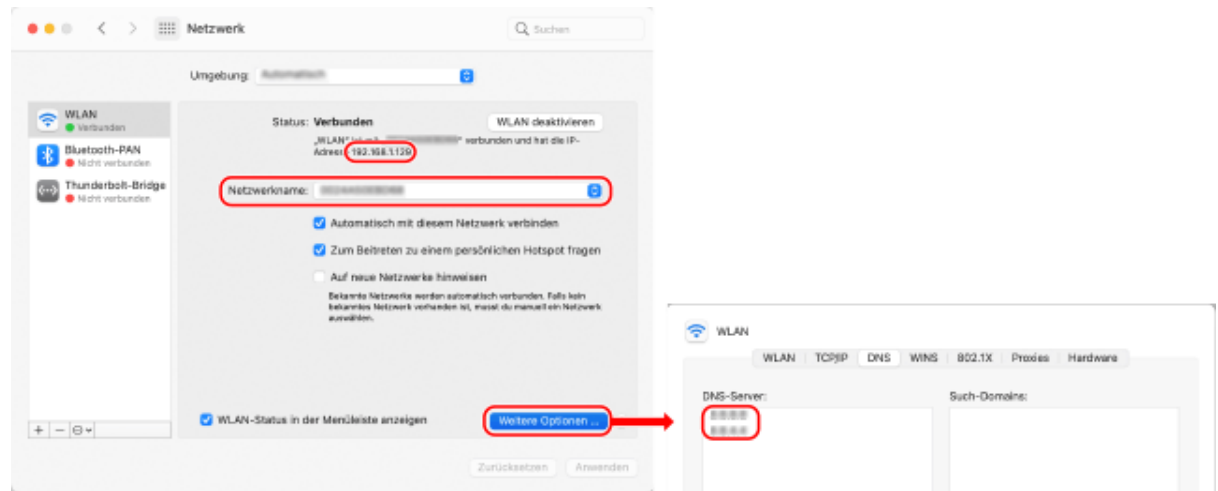 Netzwerk
Suchen
Umgebung:
WLAN
Verbunden
Bluetooth-PAN
Nicht verbunden
Thunderbolt-Bridge
Nicht verbunden
Status: Verbunden
WLAN deaktivieren
„WLAN“ ist mit „ “ verbunden und hat die IP-
Adresse 192.168.1.129
Netzwerkname:
Automatisch mit diesem Netzwerk verbinden
Zum Beitreten zu einem persönlichen Hotspot fragen
Auf neue Netzwerke hinweisen
Bekannte Netzwerke werden automatisch verbunden. Falls kein
bekanntes Netzwerk vorhanden ist, musst du manuell ein Netzwerk
auswählen.
WLAN-Status in der Menüleiste anzeigen
Weitere Optionen ...
Zurücksetzen
Anwenden
WLAN
WLAN TCP/IP DNS WINS 802.1X Proxies Hardware
DNS-Server:
Such-Domains: